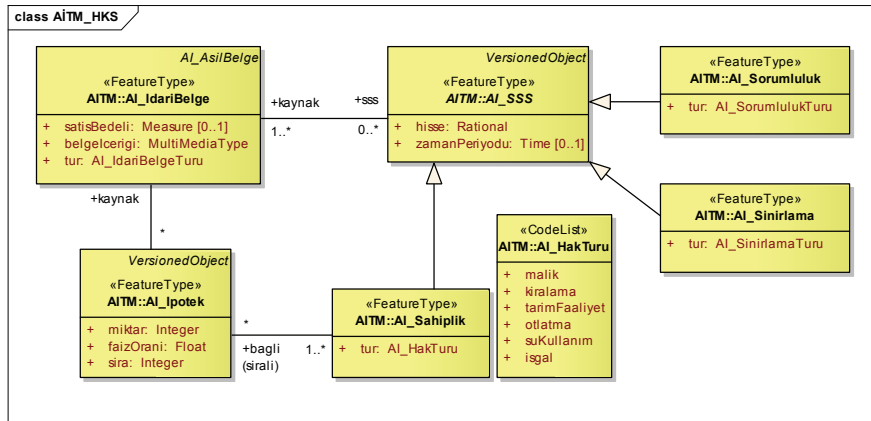 class AİTM_HKS
AI_AsilBelge
«FeatureType»
AITM::AI_IdariBelge
+ satisBedeli: Measure [0..1]
+ belgeIcerigi: MultiMediaType
+ tur: AI_IdariBelgeTuru
+kaynak
1..*
+sss
0..*
VersionedObject
«FeatureType»
AITM::AI_SSS
+ hisse: Rational
+ zamanPeriyodu: Time [0..1]
«FeatureType»
AITM::AI_Sorumluluk
+ tur: AI_SorumlulukTuru
«FeatureType»
AITM::AI_Sinirlama
+ tur: AI_SinirlamaTuru
+kaynak
*
VersionedObject
«FeatureType»
AITM::AI_Ipotek
+ miktar: Integer
+ faizOrani: Float
+ sira: Integer
*
+bagli
(sirali)
1..*
«FeatureType»
AITM::AI_Sahiplik
+ tur: AI_HakTuru
«CodeList»
AITM::AI_HakTuru
+ malik
+ kiralama
+ tarimFaaliyet
+ otlatma
+ suKullanım
+ isgal